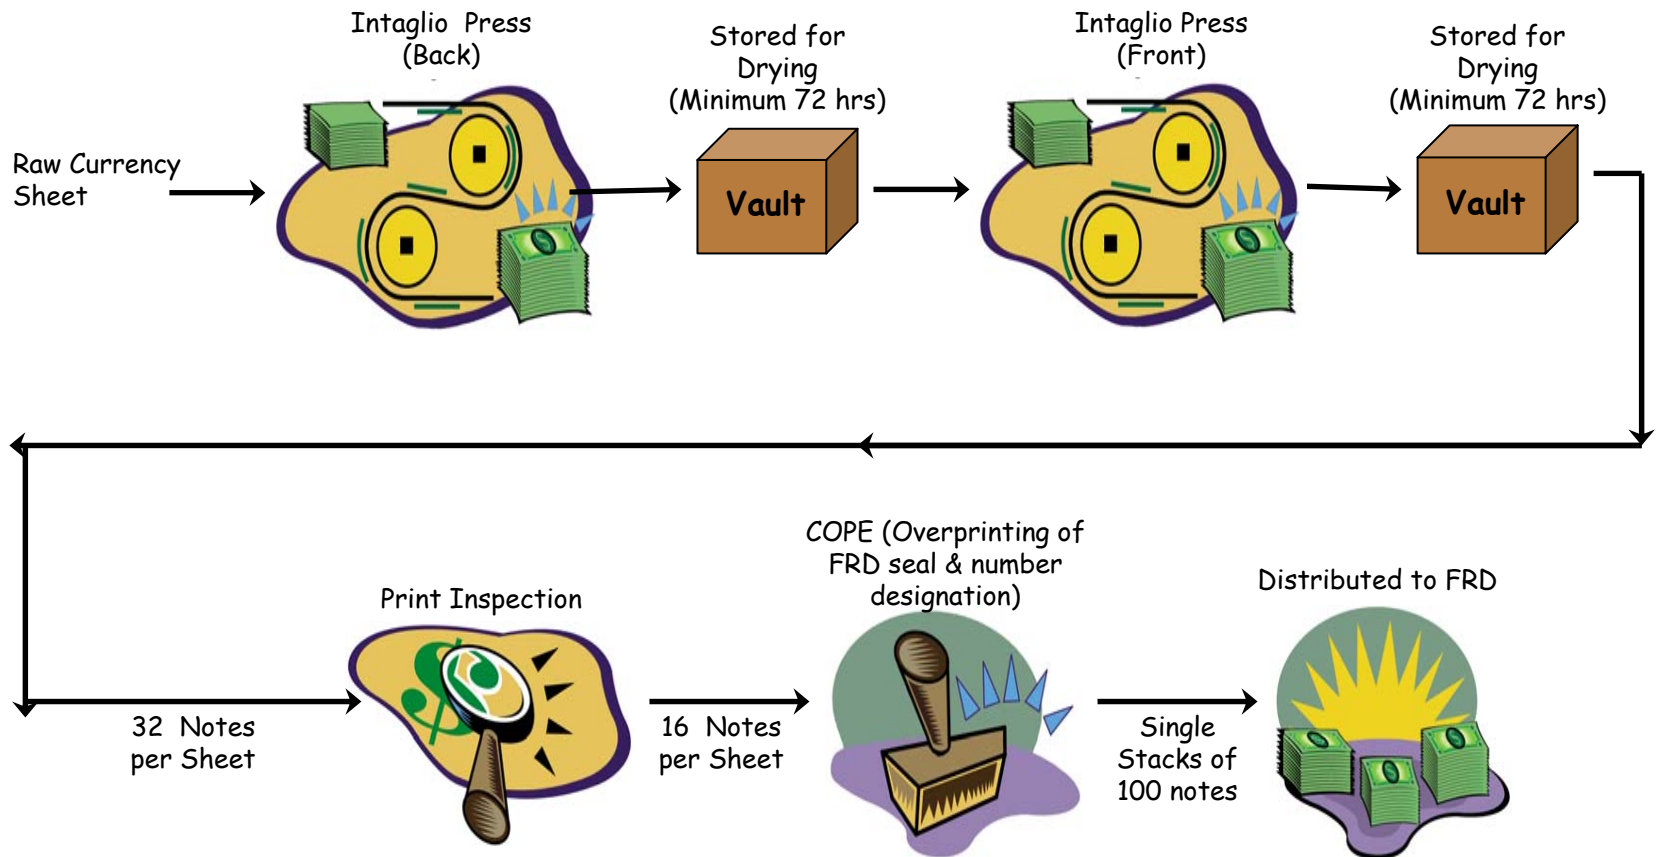 Intaglio Press
(Back)
Stored for
Drying
(Minimum 72 hrs)
Intaglio Press
(Front)
Stored for
Drying
(Minimum 72 hrs)
Raw Currency
Sheet
Vault
Vault
Print Inspection
COPE (Overprinting of
FRD seal & number
designation)
Distributed to FRD
32 Notes
per Sheet
16 Notes
per Sheet
Single
Stacks of
100 notes